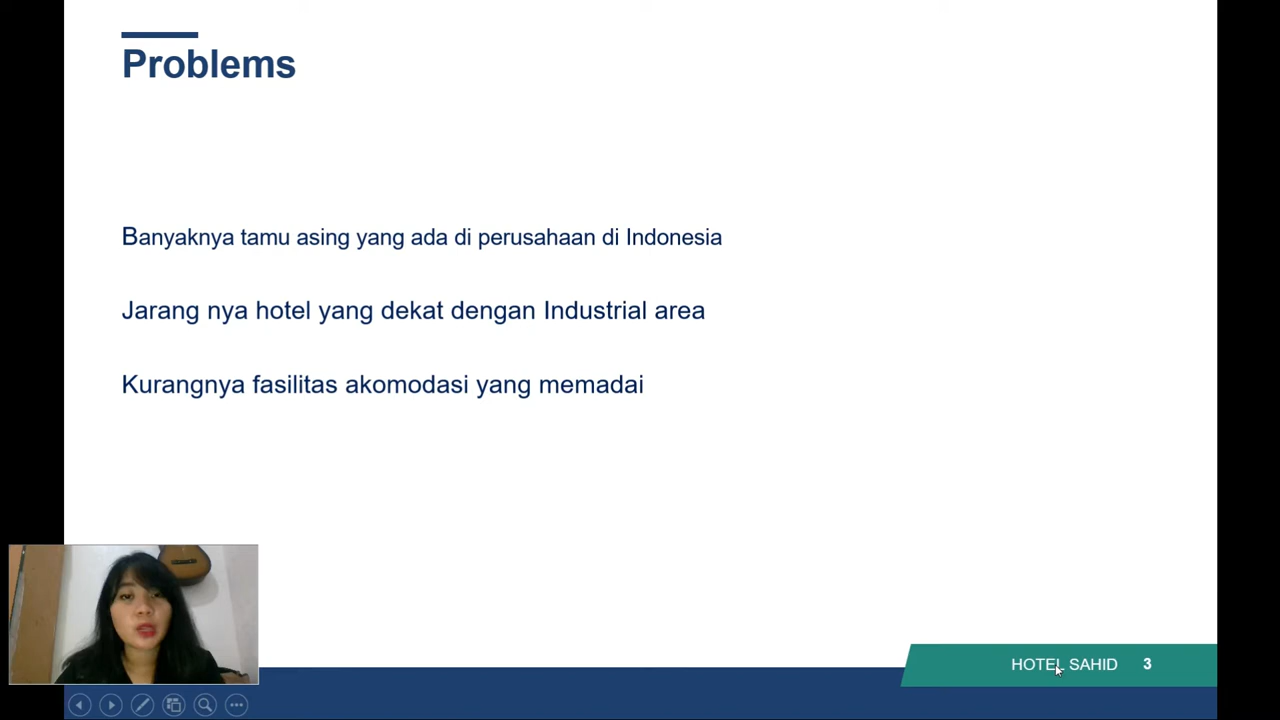 Problems
Banyaknya tamu asing yang ada di perusahaan di Indonesia
Jarang nya hotel yang dekat dengan Industrial area
Kurangnya fasilitas akomodasi yang memadai
HOTEL SAHID 3